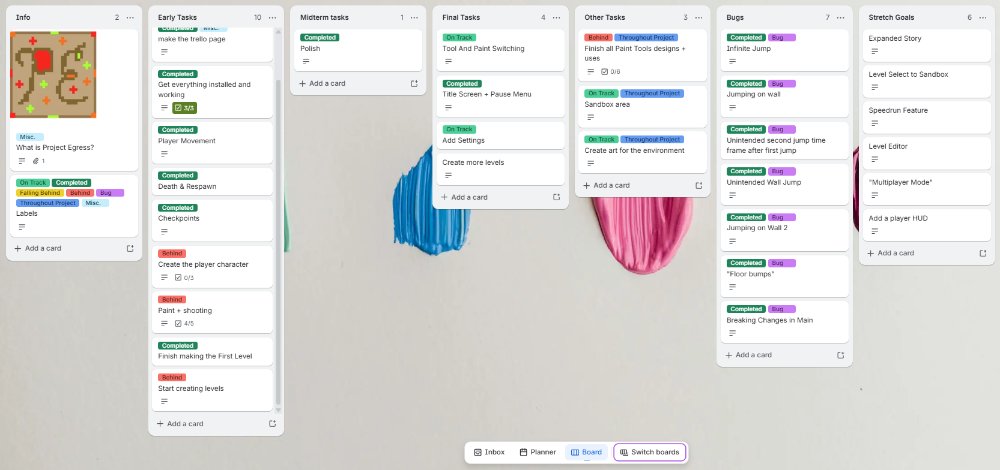 Info 2
Misc.
What is Project Egress?
1
On Track Completed
Falling Behind Behind Bug
Throughout Project Misc.
Labels
Add a card
Early Tasks 10
Completed Misc.
make the trello page
Completed
Get everything installed and
working
3/3
Completed
Player Movement
Completed
Death & Respawn
Completed
Checkpoints
Behind
Create the player character
0/3
Behind
Paint + shooting
4/5
Completed
Finish making the First Level
Behind
Start creating levels
Add a card
Midterm tasks 1
Completed
Polish
Add a card
Final Tasks 4
On Track
Tool And Paint Switching
Completed
Title Screen + Pause Menu
On Track
Add Settings
Create more levels
Add a card
Other Tasks 3
Behind Throughout Project
Finish all Paint Tools designs +
uses
0/6
On Track Throughout Project
Sandbox area
On Track Throughout Project
Create art for the environment
Add a card
Bugs 7
Completed Bug
Infinite Jump
Completed Bug
Jumping on wall
Completed Bug
Unintended second jump time
frame after first jump
Completed Bug
Unintended Wall Jump
Completed Bug
Jumping on Wall 2
Completed Bug
"Floor bumps"
Completed Bug
Breaking Changes in Main
Add a card
Stretch Goals 6
Expanded Story
Level Select to Sandbox
Speedrun Feature
Level Editor
"Multiplayer Mode"
Add a player HUD
Add a card
Inbox Planner Board Switch boards